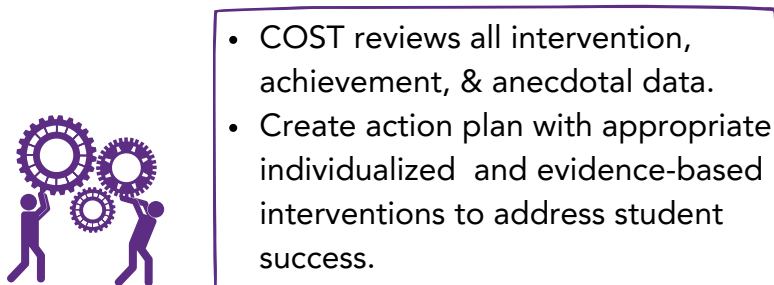 • COST reviews all intervention,
achievement, & anecdotal data.
• Create action plan with appropriate
individualized  and evidence-based
interventions to address student
success.